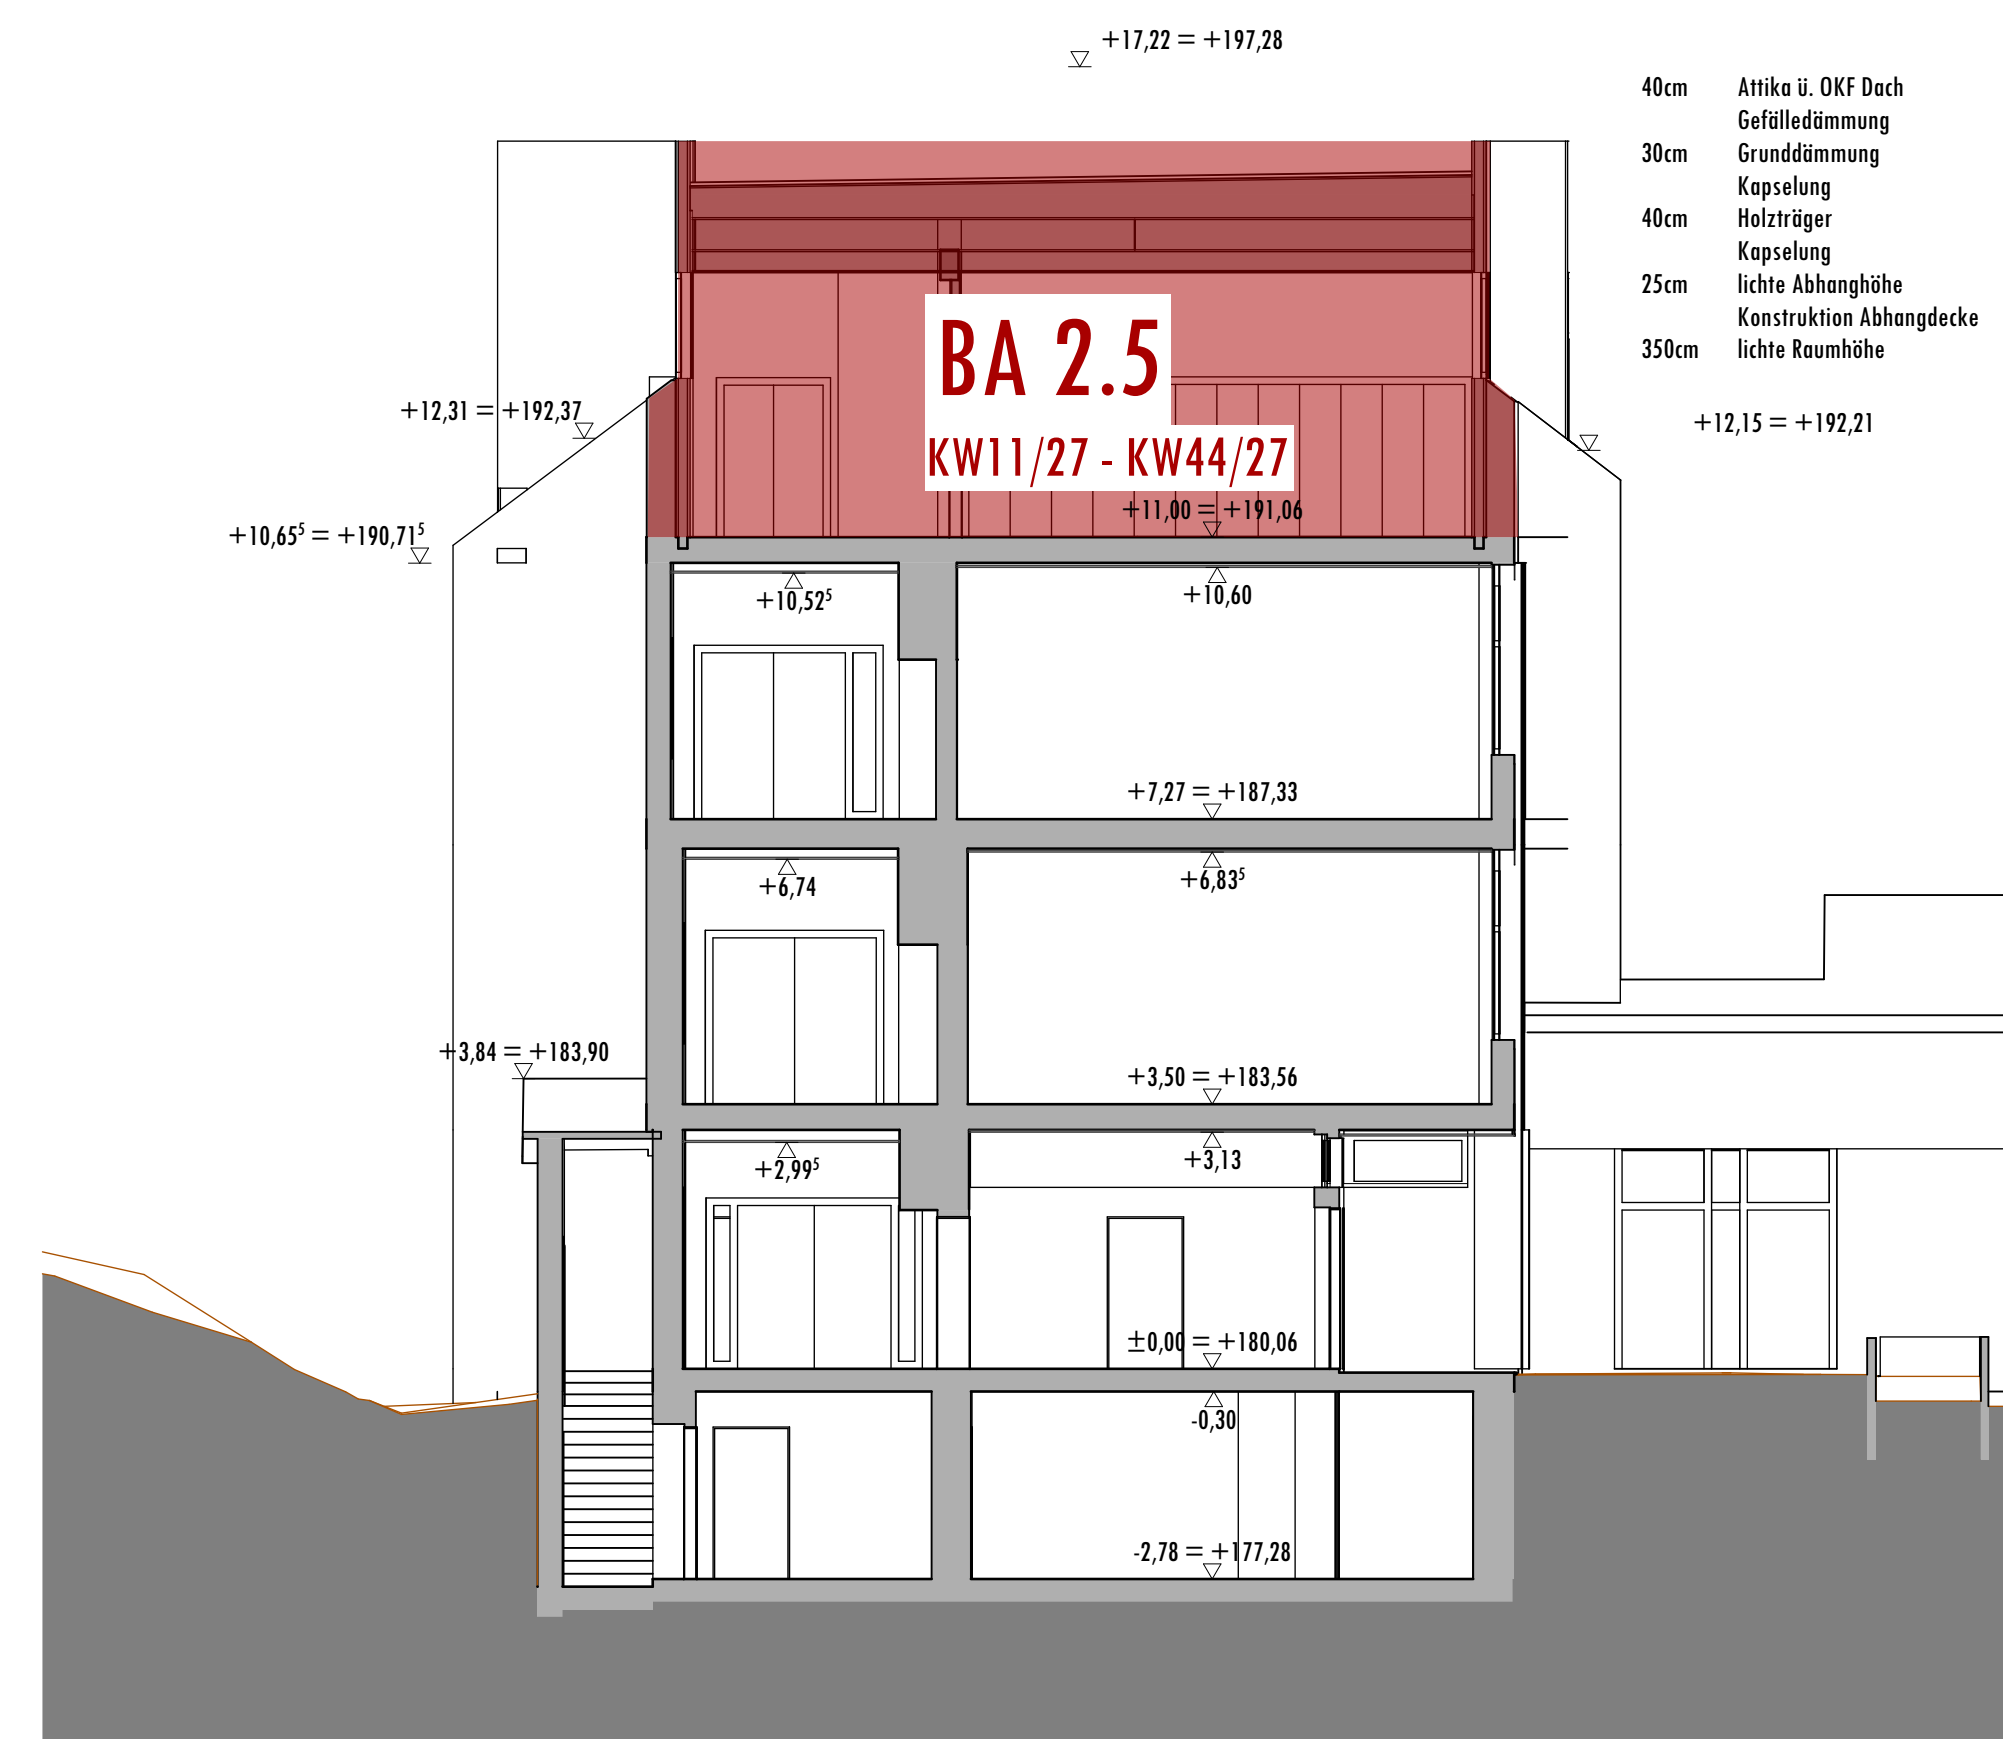 +17,22 = +197,28
40cm Attika ü. OKF Dach
Gefälledämmung
30cm Grunddämmung
Kapselung
40cm Holzträger
Kapselung
25cm lichte Abhanghöhe
Konstruktion Abhangdecke
350cm lichte Raumhöhe
BA 2.5
KW11/27 - KW44/27
+12,31 = +192,37
+12,15 = +192,21
+11,00 = +191,06
+10,65⁵ = +190,71⁵
+10,52⁵
+10,60
+7,27 = +187,33
+6,74
+6,83⁵
+3,84 = +183,90
+3,50 = +183,56
+2,99⁵
+3,13
±0,00 = +180,06
-0,30
-2,78 = +177,28